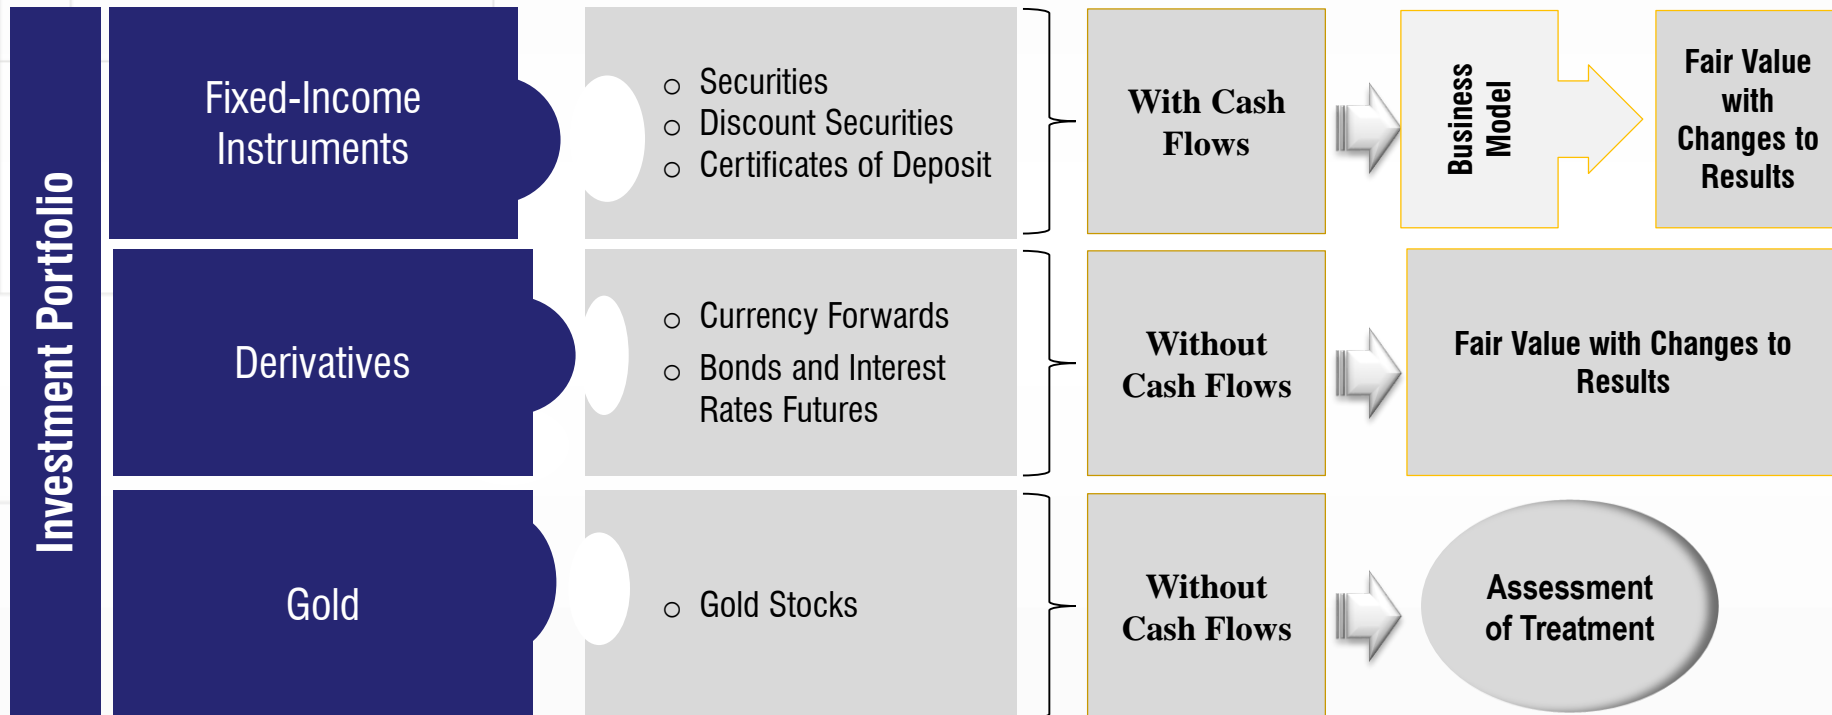 Investment Portfolio
Fixed-Income
Instruments
○ Securities
○ Discount Securities
○ Certificates of Deposit
With Cash
Flows
Business
Model
Fair Value
with
Changes to
Results
Derivatives
○ Currency Forwards
○ Bonds and Interest
Rates Futures
Without
Cash Flows
Fair Value with Changes to
Results
Gold
○ Gold Stocks
Without
Cash Flows
Assessment
of Treatment